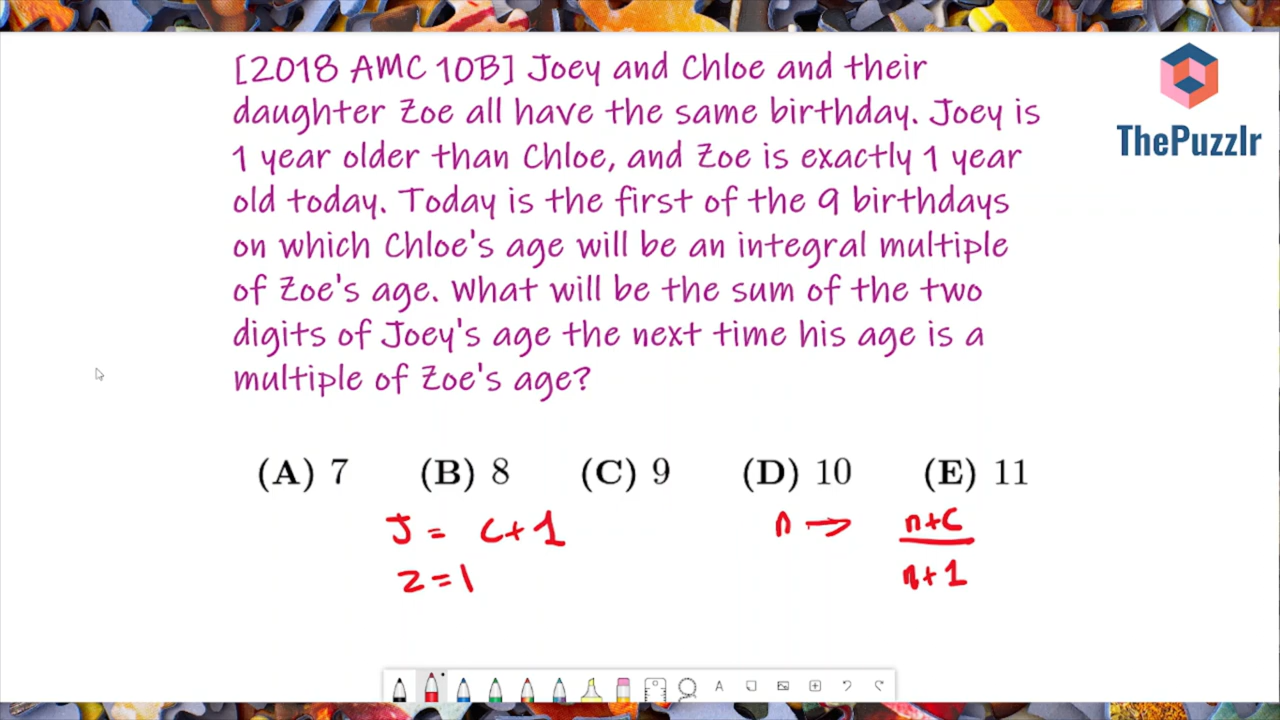 [2018 AMC 10B] Joey and Chloe and their
daughter Zoe all have the same birthday. Joey is
1 year older than Chloe, and Zoe is exactly 1 year
old today. Today is the first of the 9 birthdays
on which Chloe's age will be an integral multiple
of Zoe's age. What will be the sum of the two
digits of Joey's age the next time his age is a
multiple of Zoe's age?
ThePuzzlr
(A) 7 (B) 8 (C) 9 (D) 10 (E) 11
J = C+1
z=1
n → n+c
n+1
A